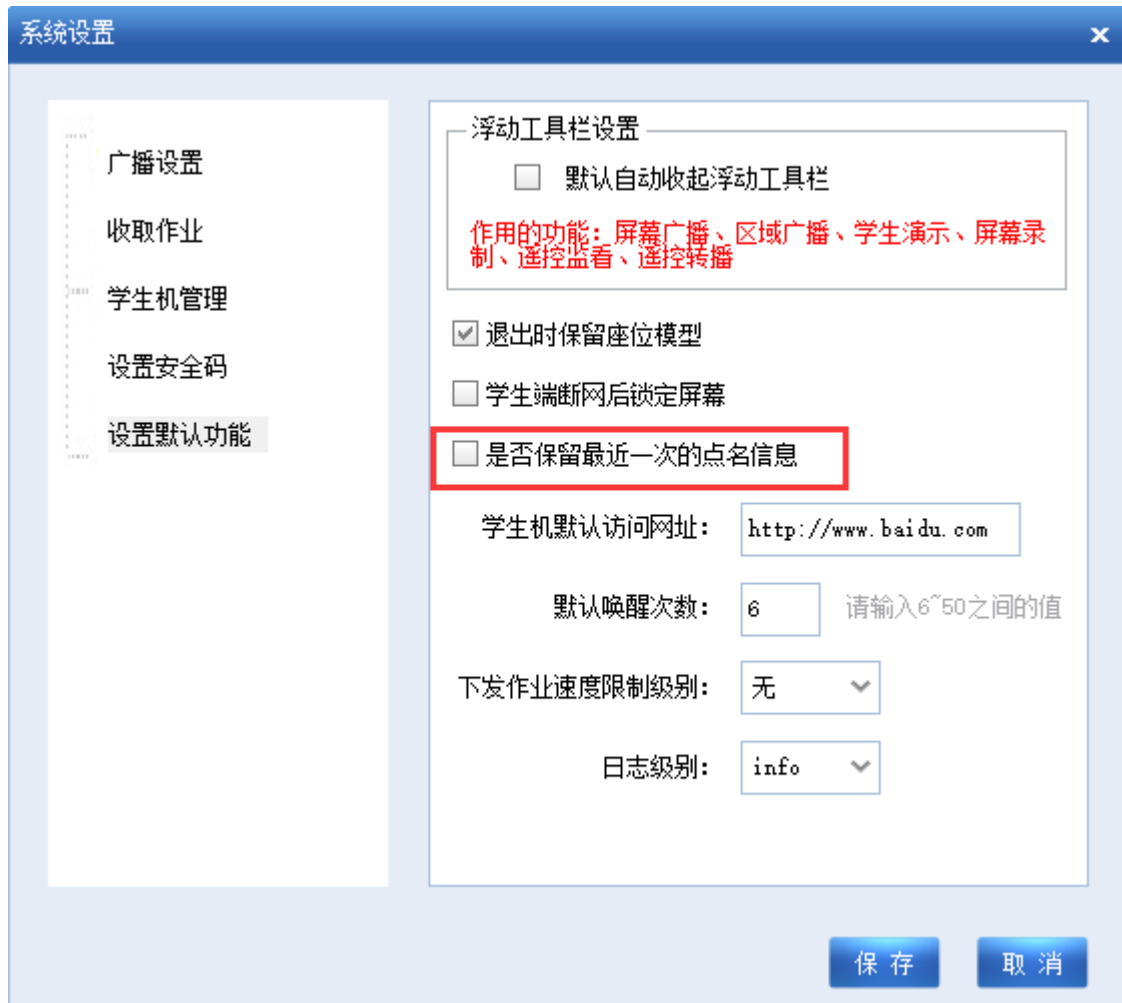 系统设置
广播设置
收取作业
学生机管理
设置安全码
设置默认功能
浮动工具栏设置
默认自动收起浮动工具栏
作用的功能：屏幕广播、区域广播、学生演示、屏幕录
制、遥控监看、遥控转播
退出时保留座位模型
学生端断网后锁定屏幕
是否保留最近一次的点名信息
学生机默认访问网址： http://www.baidu.com
默认唤醒次数： 6 请输入6~50之间的值
下发作业速度限制级别： 无
日志级别： info
保存 取消